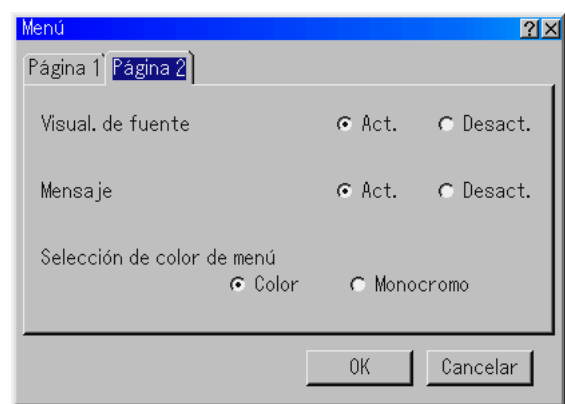 Menú
Página 1 Página 2
Visual. de fuente Act. Desact.
Mensaje Act. Desact.
Selección de color de menú
Color Monocromo
OK Cancelar